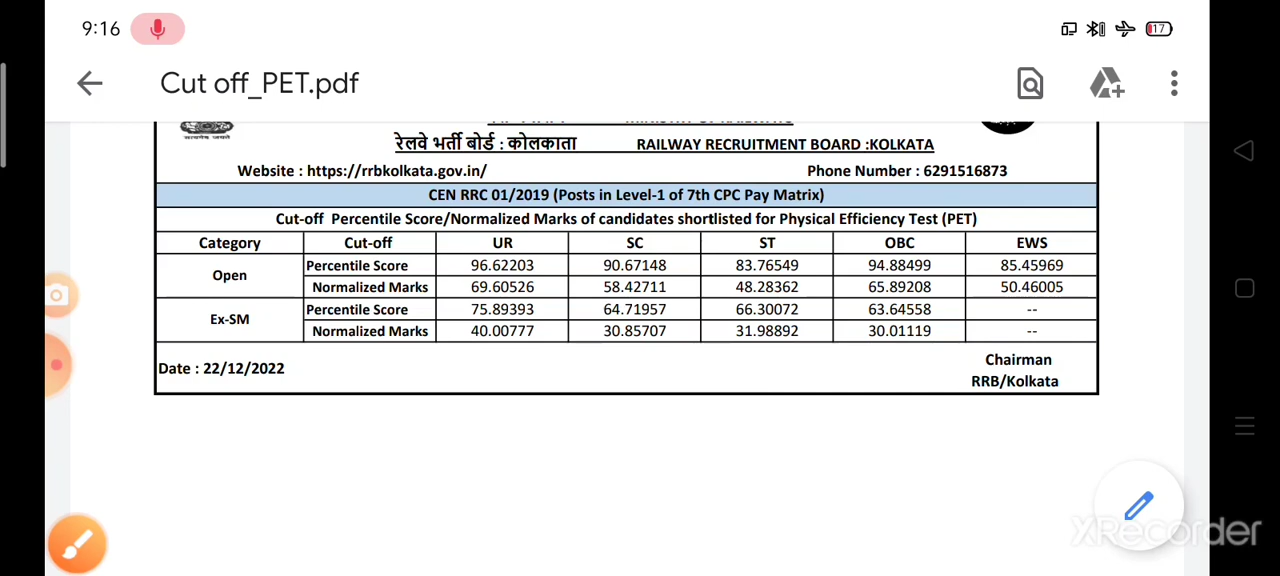 9:16
17
Cut off_PET.pdf
रेलवे भर्ती बोर्ड : कोलकाता RAILWAY RECRUITMENT BOARD :KOLKATA
Website : https://rrbkolkata.gov.in/ Phone Number : 6291516873
CEN RRC 01/2019 (Posts in Level-1 of 7th CPC Pay Matrix)
Cut-off Percentile Score/Normalized Marks of candidates shortlisted for Physical Efficiency Test (PET)
Category Cut-off UR SC ST OBC EWS
Open Percentile Score 96.62203 90.67148 83.76549 94.88499 85.45969
Normalized Marks 69.60526 58.42711 48.28362 65.89208 50.46005
Ex-SM Percentile Score 75.89393 64.71957 66.30072 63.64558 --
Normalized Marks 40.00777 30.85707 31.98892 30.01119 --
Date : 22/12/2022 Chairman
RRB/Kolkata
XRecorder